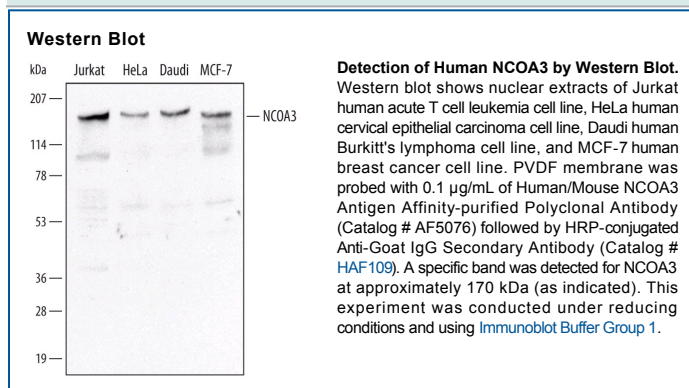 Western Blot
kDa Jurkat HeLa Daudi MCF-7
207
NCOA3
114
78
53
36
28
19
Detection of Human NCOA3 by Western Blot.
Western blot shows nuclear extracts of Jurkat
human acute T cell leukemia cell line, HeLa human
cervical epithelial carcinoma cell line, Daudi human
Burkitt's lymphoma cell line, and MCF-7 human
breast cancer cell line. PVDF membrane was
probed with 0.1 µg/mL of Human/Mouse NCOA3
Antigen Affinity-purified Polyclonal Antibody
(Catalog # AF5076) followed by HRP-conjugated
Anti-Goat IgG Secondary Antibody (Catalog #
HAF109). A specific band was detected for NCOA3
at approximately 170 kDa (as indicated). This
experiment was conducted under reducing
conditions and using Immunoblot Buffer Group 1.